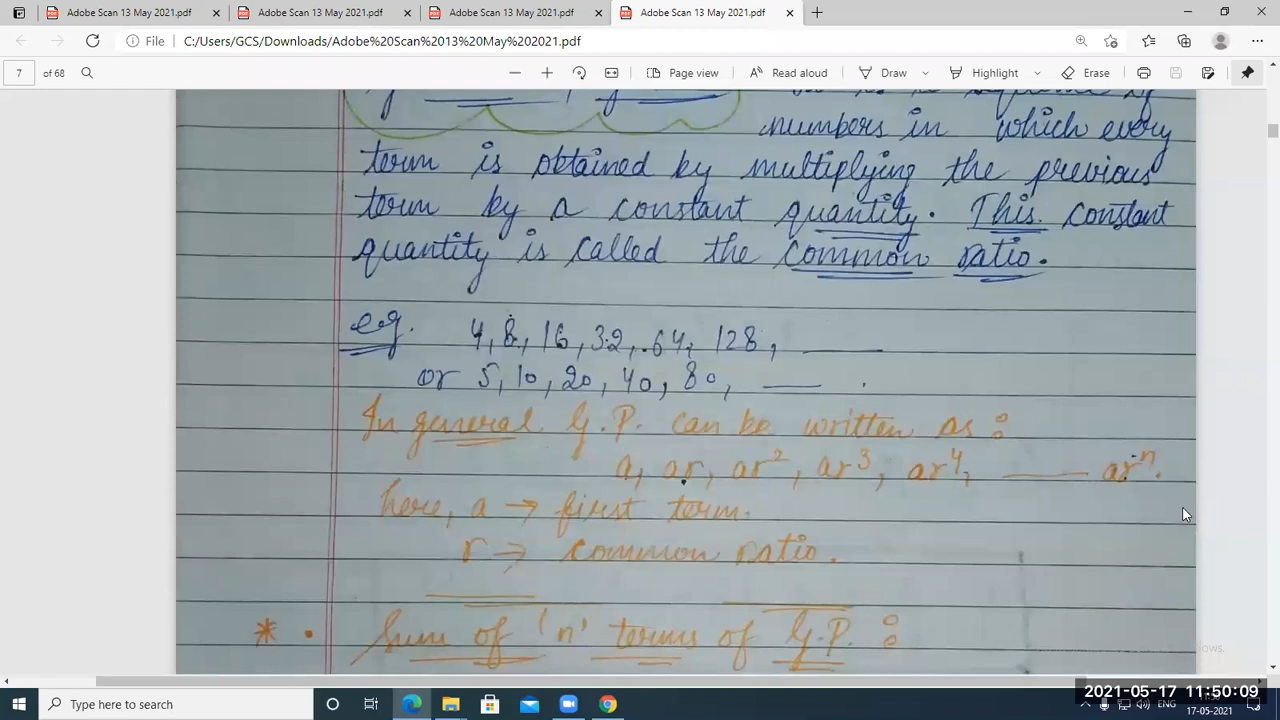 Adobe Scan 13 May 2021.pdf Adobe Scan 13 May 2021.pdf Adobe Scan 13 May 2021.pdf Adobe Scan 13 May 2021.pdf
File C:/Users/GCS/Downloads/Adobe%20Scan%2013%20May%202021.pdf
7 of 68 Page view Read aloud Draw Highlight Erase
numbers in which every
term is obtained by multiplying the previous
term by a constant quantity. This constant
quantity is called the common ratio.
eg. 4, 8, 16, 32, 64, 128, ____
or 5, 10, 20, 40, 80, ____ .
In general G.P. can be written as :
a, ar, ar², ar³, ar⁴, ____ arⁿ.
here, a → first term.
r → common ratio.
* . Sum of 'n' terms of G.P. :
2021-05-17 11:50:09
Type here to search ENG 17-05-2021